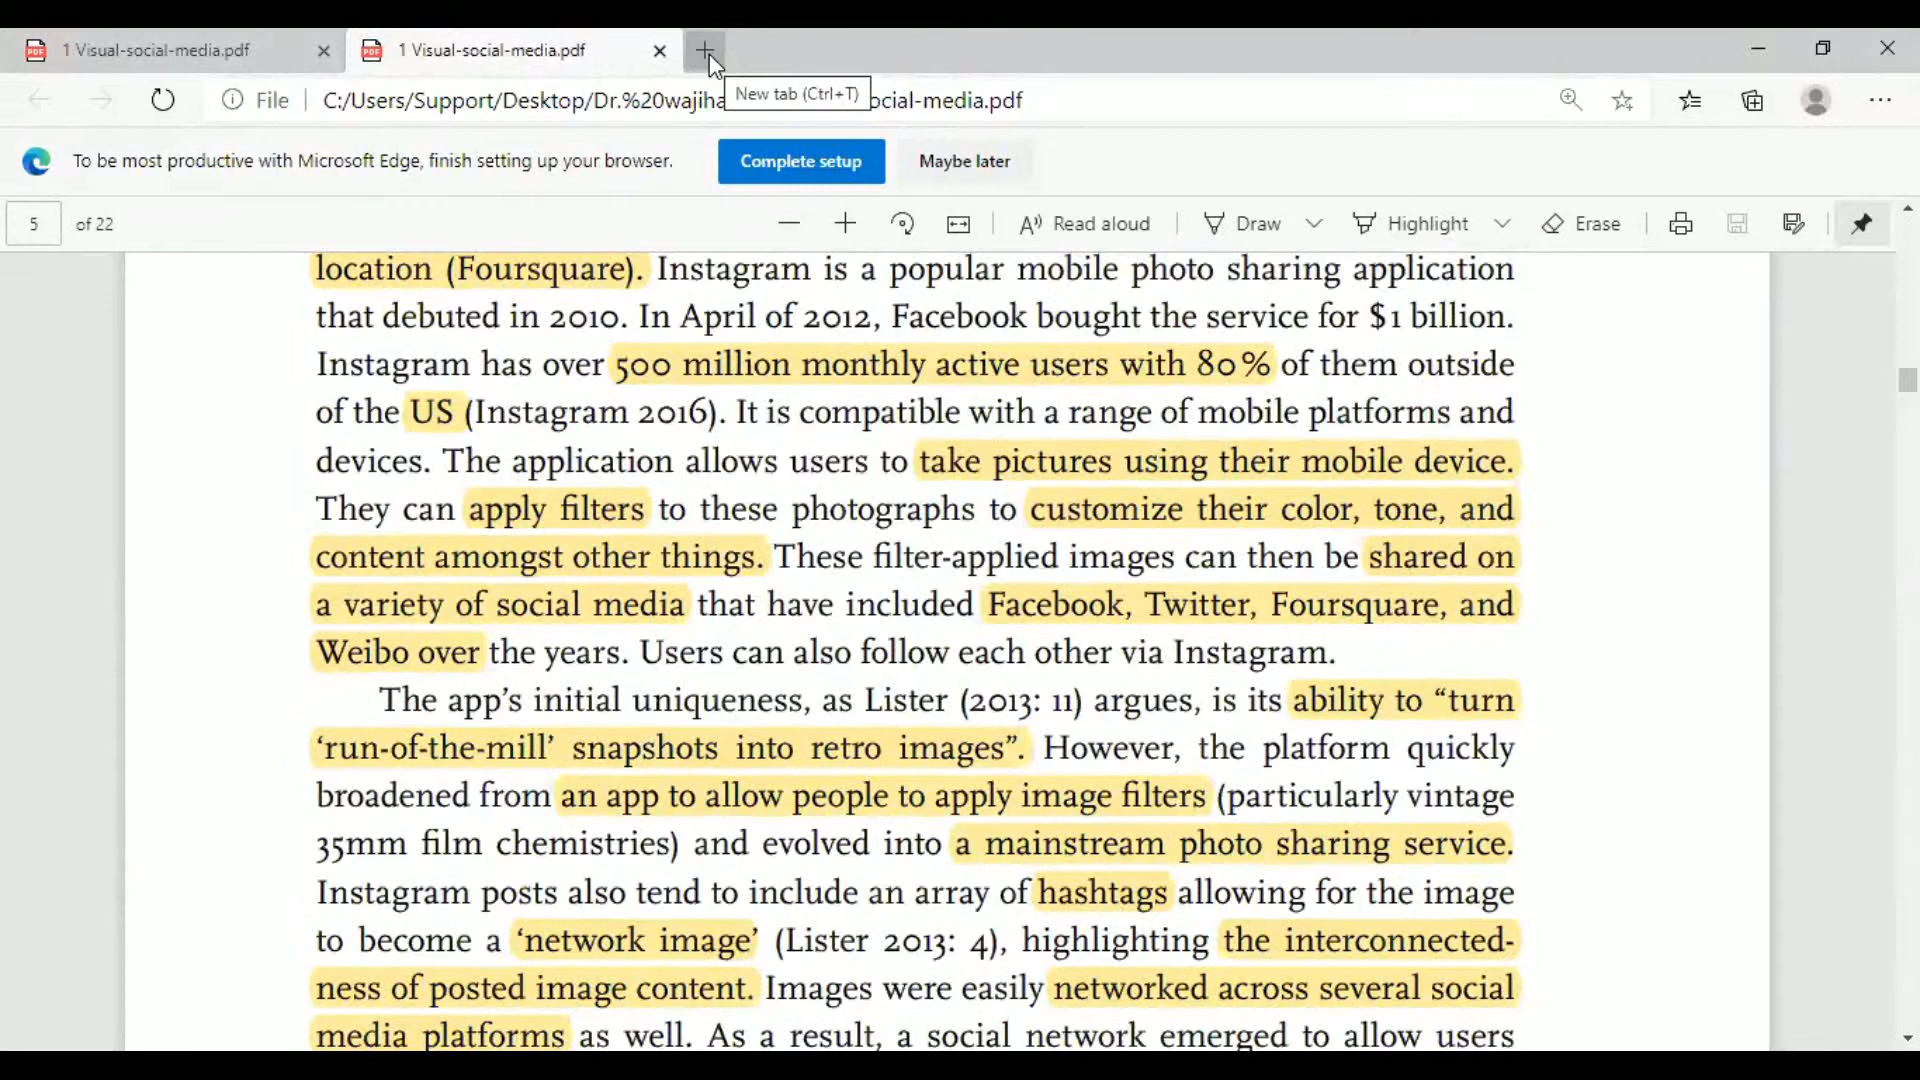 1 Visual-social-media.pdf
1 Visual-social-media.pdf
File
C:/Users/Support/Desktop/Dr.%20wajiha
ocial-media.pdf
New tab (Ctrl+T)
To be most productive with Microsoft Edge, finish setting up your browser.
Complete setup
Maybe later
5 of 22
Read aloud
Draw
Highlight
Erase
location (Foursquare). Instagram is a popular mobile photo sharing application
that debuted in 2010. In April of 2012, Facebook bought the service for $1 billion.
Instagram has over 500 million monthly active users with 80% of them outside
of the US (Instagram 2016). It is compatible with a range of mobile platforms and
devices. The application allows users to take pictures using their mobile device.
They can apply filters to these photographs to customize their color, tone, and
content amongst other things. These filter-applied images can then be shared on
a variety of social media that have included Facebook, Twitter, Foursquare, and
Weibo over the years. Users can also follow each other via Instagram.
The app’s initial uniqueness, as Lister (2013: 11) argues, is its ability to “turn
‘run-of-the-mill’ snapshots into retro images”. However, the platform quickly
broadened from an app to allow people to apply image filters (particularly vintage
35mm film chemistries) and evolved into a mainstream photo sharing service.
Instagram posts also tend to include an array of hashtags allowing for the image
to become a ‘network image’ (Lister 2013: 4), highlighting the interconnected-
ness of posted image content. Images were easily networked across several social
media platforms as well. As a result, a social network emerged to allow users